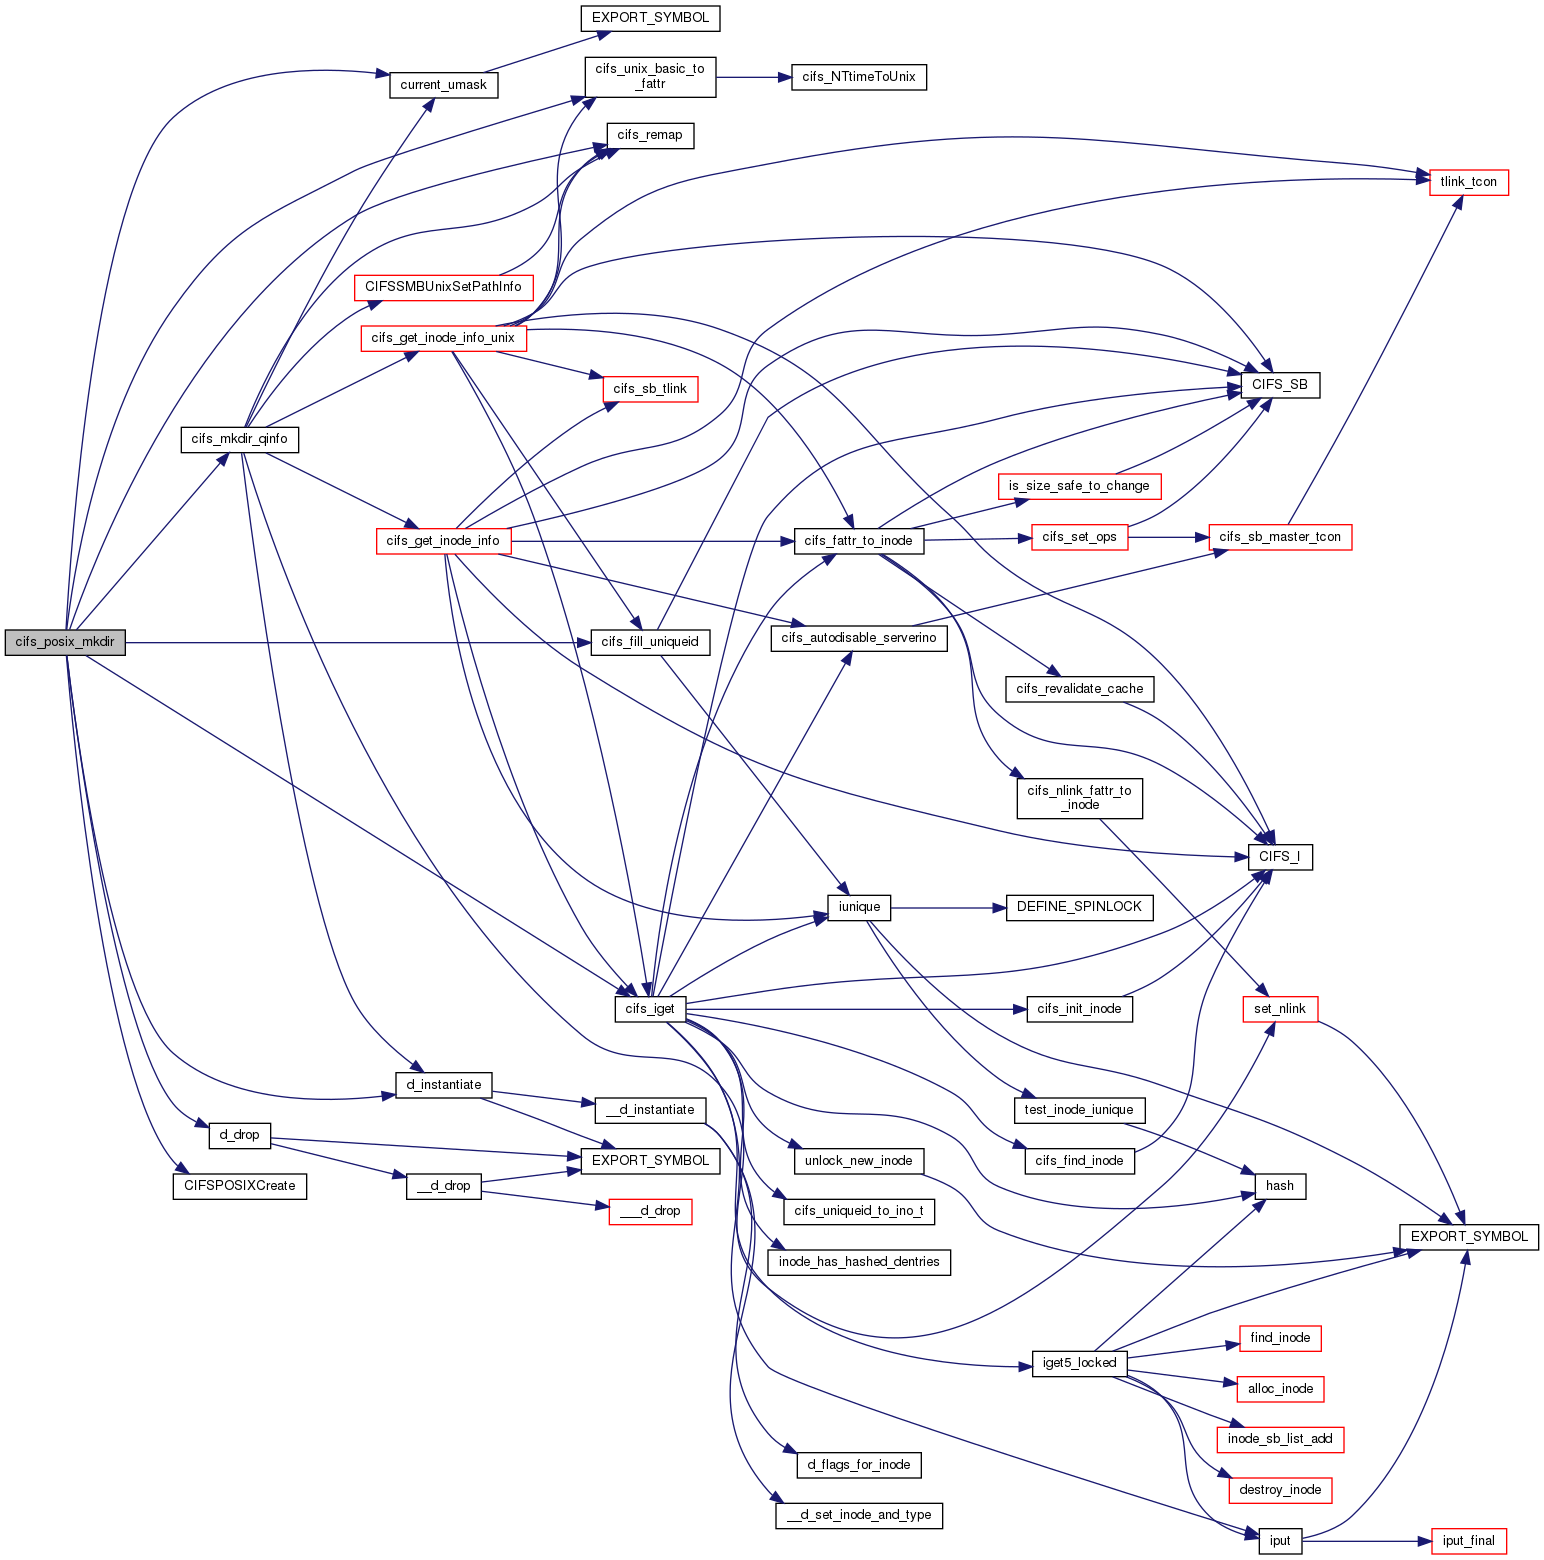 EXPORT_SYMBOL
current_umask
cifs_unix_basic_to
_fattr
cifs_NTtimeToUnix
cifs_remap
tlink_tcon
CIFSSMBUnixSetPathInfo
cifs_get_inode_info_unix
cifs_sb_tlink
CIFS_SB
cifs_mkdir_qinfo
is_size_safe_to_change
cifs_get_inode_info
cifs_fattr_to_inode
cifs_set_ops
cifs_sb_master_tcon
cifs_posix_mkdir
cifs_fill_uniqueid
cifs_autodisable_serverino
cifs_revalidate_cache
cifs_nlink_fattr_to
_inode
CIFS_I
iunique
DEFINE_SPINLOCK
cifs_iget
cifs_init_inode
set_nlink
d_instantiate
__d_instantiate
test_inode_iunique
d_drop
EXPORT_SYMBOL
unlock_new_inode
cifs_find_inode
CIFSPOSIXCreate
__d_drop
hash
___d_drop
cifs_uniqueid_to_ino_t
EXPORT_SYMBOL
inode_has_hashed_dentries
find_inode
iget5_locked
alloc_inode
inode_sb_list_add
d_flags_for_inode
destroy_inode
__d_set_inode_and_type
iput
iput_final